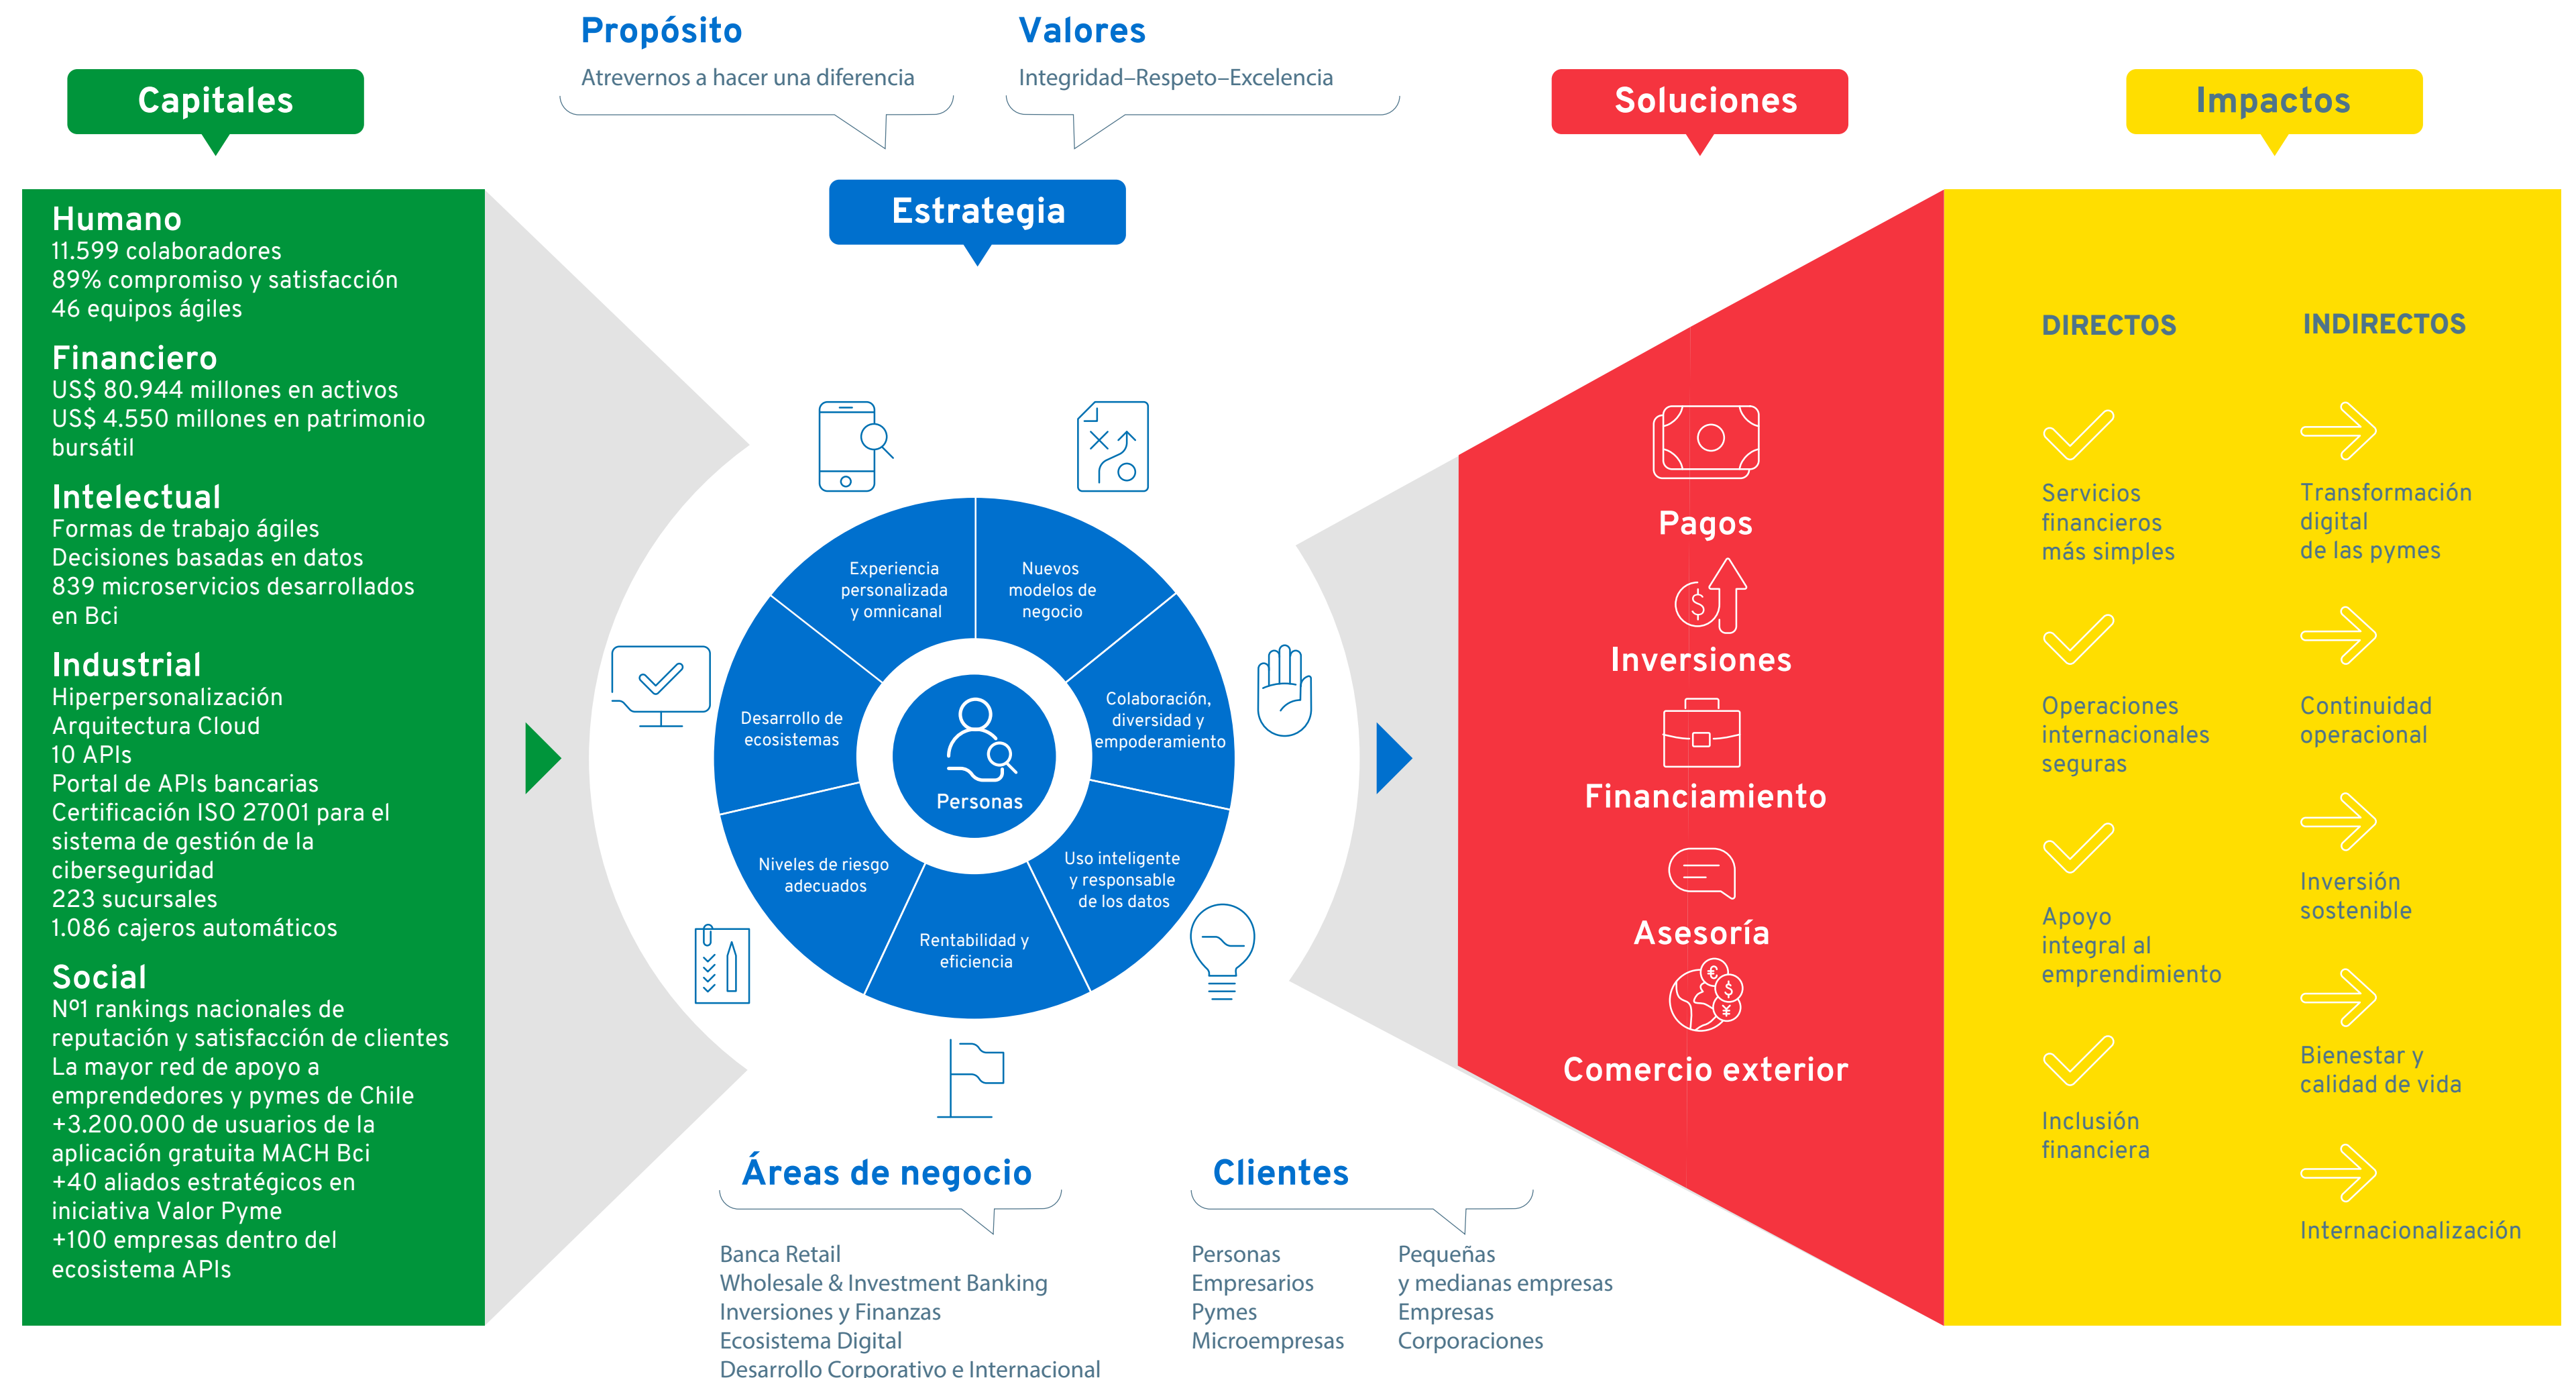 Propósito
Atrevernos a hacer una diferencia
Valores
Integridad–Respeto–Excelencia
Capitales
Humano
11.599 colaboradores
89% compromiso y satisfacción
46 equipos ágiles
Financiero
US$ 80.944 millones en activos
US$ 4.550 millones en patrimonio
bursátil
Intelectual
Formas de trabajo ágiles
Decisiones basadas en datos
839 microservicios desarrollados
en Bci
Industrial
Hiperpersonalización
Arquitectura Cloud
10 APIs
Portal de APIs bancarias
Certificación ISO 27001 para el
sistema de gestión de la
ciberseguridad
223 sucursales
1.086 cajeros automáticos
Social
Nº1 rankings nacionales de
reputación y satisfacción de clientes
La mayor red de apoyo a
emprendedores y pymes de Chile
+3.200.000 de usuarios de la
aplicación gratuita MACH Bci
+40 aliados estratégicos en
iniciativa Valor Pyme
+100 empresas dentro del
ecosistema APIs
Estrategia
Experiencia
personalizada
y omnicanal
Nuevos
modelos de
negocio
Colaboración,
diversidad y
empoderamiento
Uso inteligente
y responsable
de los datos
Rentabilidad y
eficiencia
Niveles de riesgo
adecuados
Desarrollo de
ecosistemas
Personas
Áreas de negocio
Banca Retail
Wholesale & Investment Banking
Inversiones y Finanzas
Ecosistema Digital
Desarrollo Corporativo e Internacional
Clientes
Personas
Empresarios
Pymes
Microempresas
Pequeñas
y medianas empresas
Empresas
Corporaciones
Soluciones
Pagos
$
Inversiones
Financiamiento
Asesoría
€
$
¥
Comercio exterior
Impactos
DIRECTOS
Servicios
financieros
más simples
Operaciones
internacionales
seguras
Apoyo
integral al
emprendimiento
Inclusión
financiera
INDIRECTOS
Transformación
digital
de las pymes
Continuidad
operacional
Inversión
sostenible
Bienestar y
calidad de vida
Internacionalización